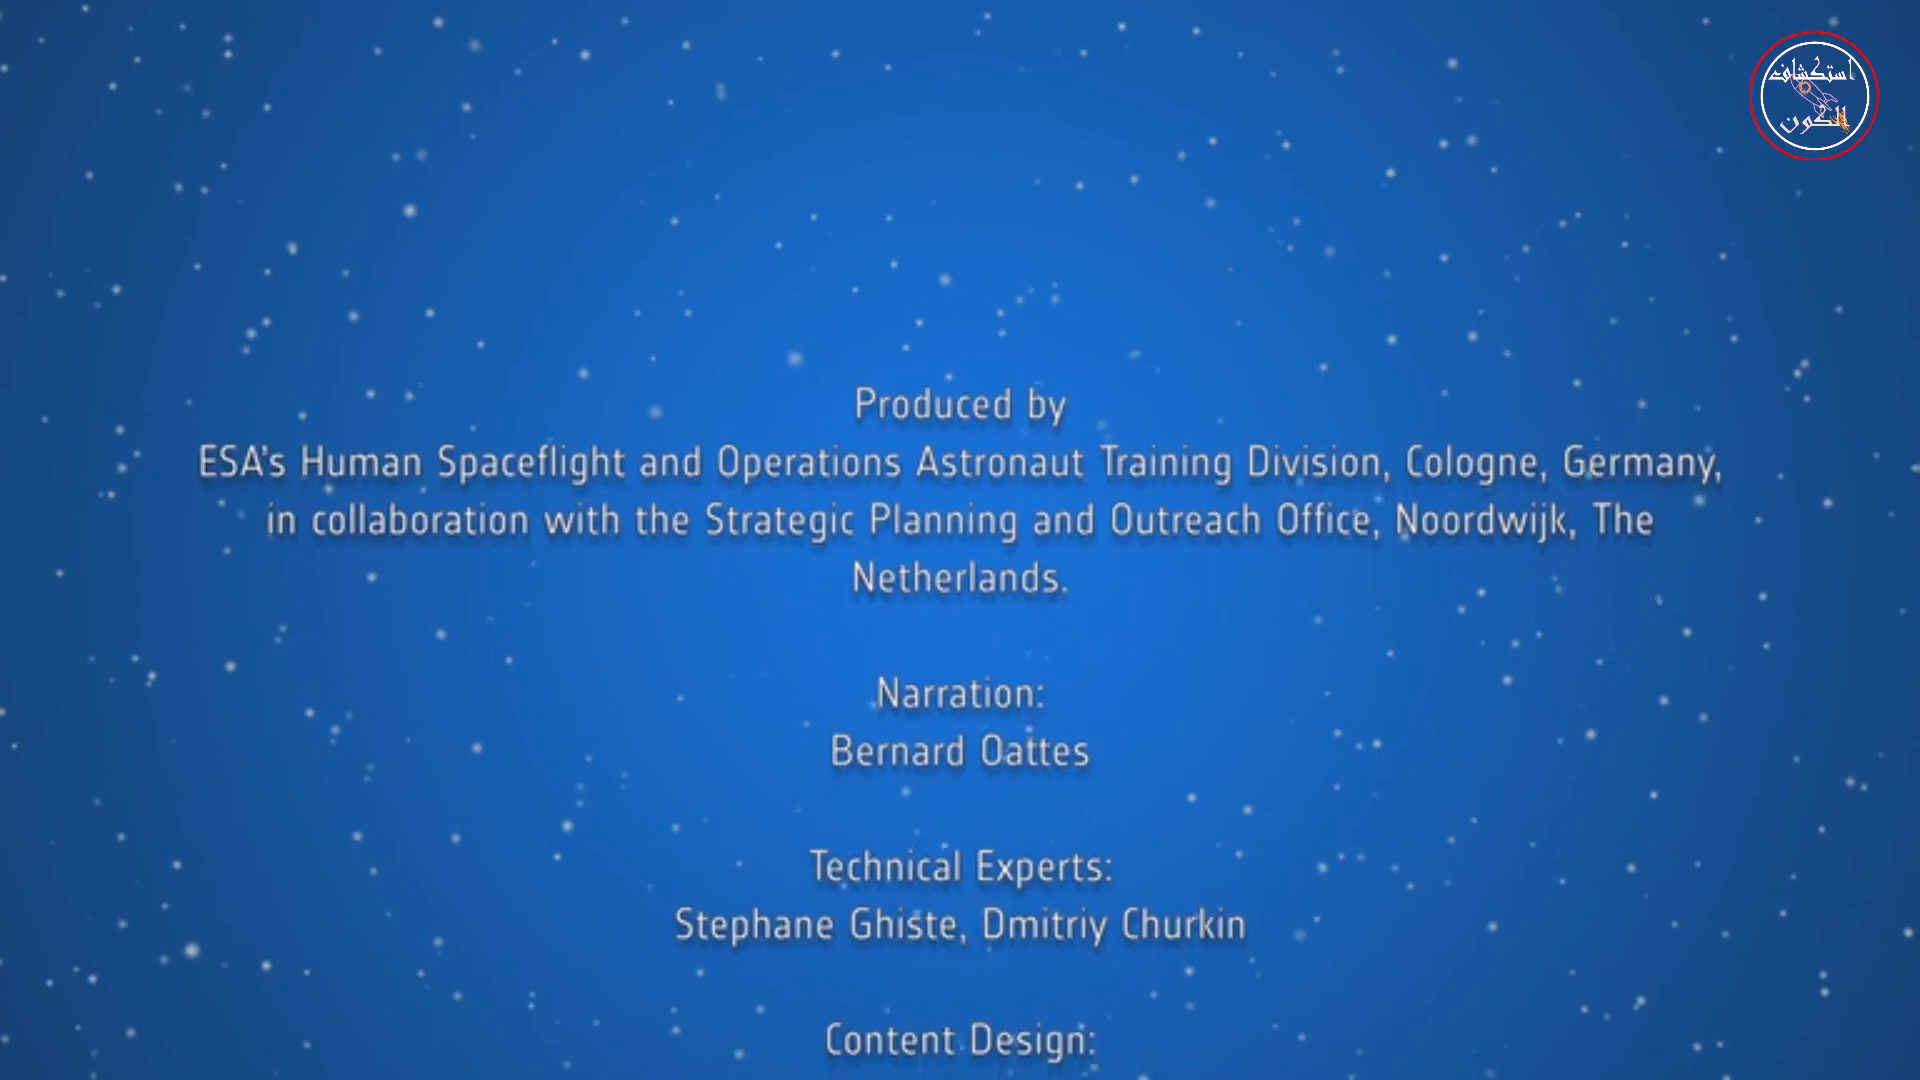 استكشاف
الكون
Produced by
ESA's Human Spaceflight and Operations Astronaut Training Division, Cologne, Germany,
in collaboration with the Strategic Planning and Outreach Office, Noordwijk, The
Netherlands.
Narration:
Bernard Oattes
Technical Experts:
Stephane Ghiste, Dmitriy Churkin
Content Design: